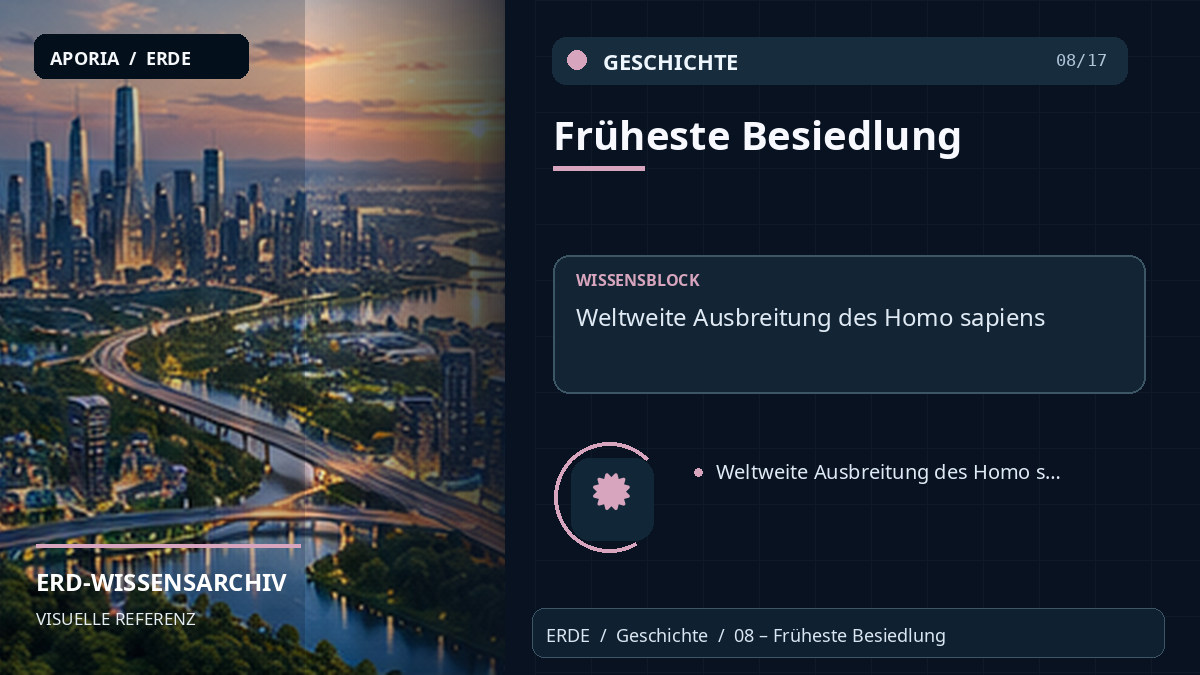 APORIA / ERDE
ERD-WISSENSARCHIV
VISUELLE REFERENZ
GESCHICHTE
08/17
Früheste Besiedlung
WISSENSBLOCK
Weltweite Ausbreitung des Homo sapiens
Weltweite Ausbreitung des Homo s...
ERDE / Geschichte / 08 – Früheste Besiedlung